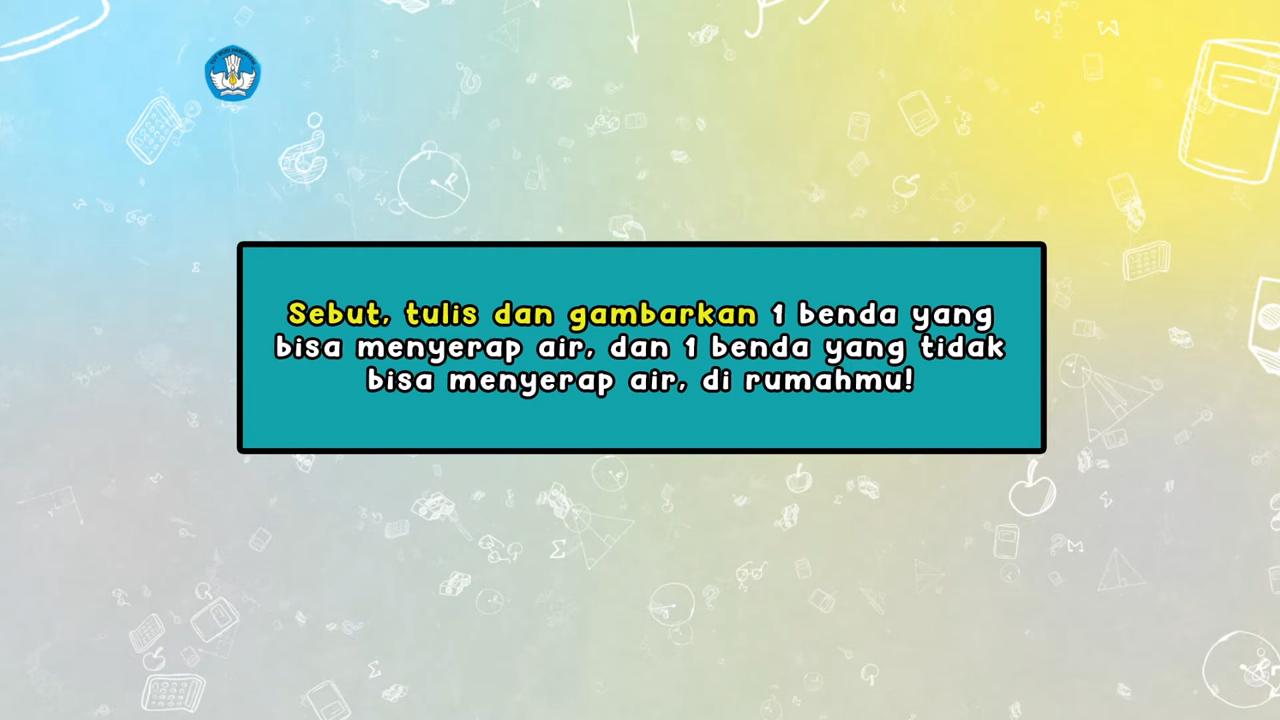 Sebut, tulis dan gambarkan 1 benda yang
bisa menyerap air, dan 1 benda yang tidak
bisa menyerap air, di rumahmu!